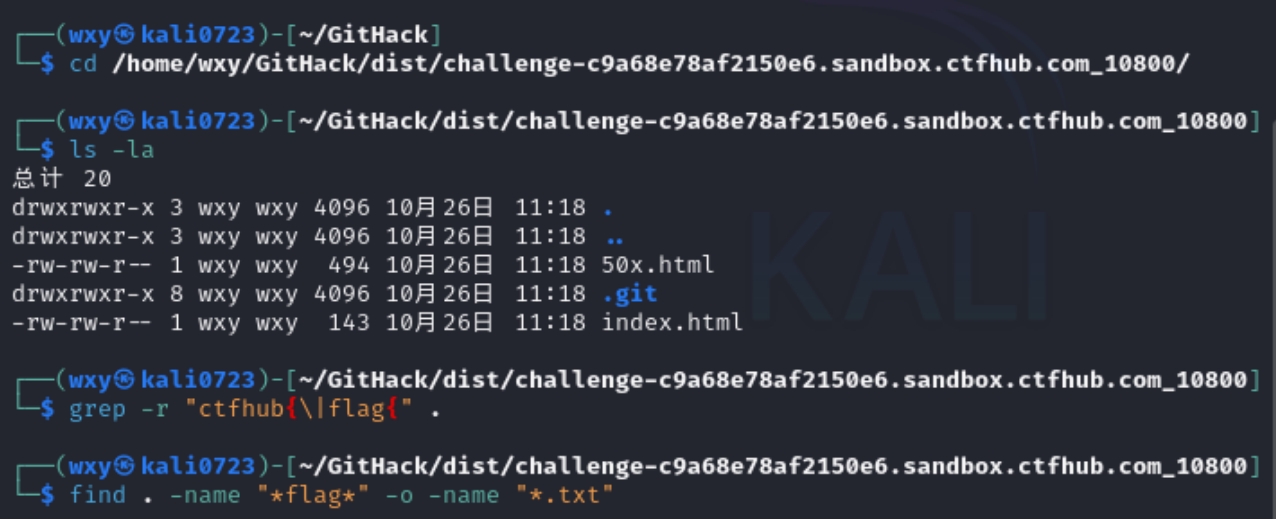 ┌──(wxy㉿kali0723)-[~/GitHack]
└─$ cd /home/wxy/GitHack/dist/challenge-c9a68e78af2150e6.sandbox.ctfhub.com_10800/
┌──(wxy㉿kali0723)-[~/GitHack/dist/challenge-c9a68e78af2150e6.sandbox.ctfhub.com_10800]
└─$ ls -la
总计 20
drwxrwxr-x 3 wxy wxy 4096 10月26日 11:18 .
drwxrwxr-x 3 wxy wxy 4096 10月26日 11:18 ..
-rw-rw-r-- 1 wxy wxy  494 10月26日 11:18 50x.html
drwxrwxr-x 8 wxy wxy 4096 10月26日 11:18 .git
-rw-rw-r-- 1 wxy wxy  143 10月26日 11:18 index.html
┌──(wxy㉿kali0723)-[~/GitHack/dist/challenge-c9a68e78af2150e6.sandbox.ctfhub.com_10800]
└─$ grep -r "ctfhub{\|flag{" .
┌──(wxy㉿kali0723)-[~/GitHack/dist/challenge-c9a68e78af2150e6.sandbox.ctfhub.com_10800]
└─$ find . -name "*flag*" -o -name "*.txt"
KALI